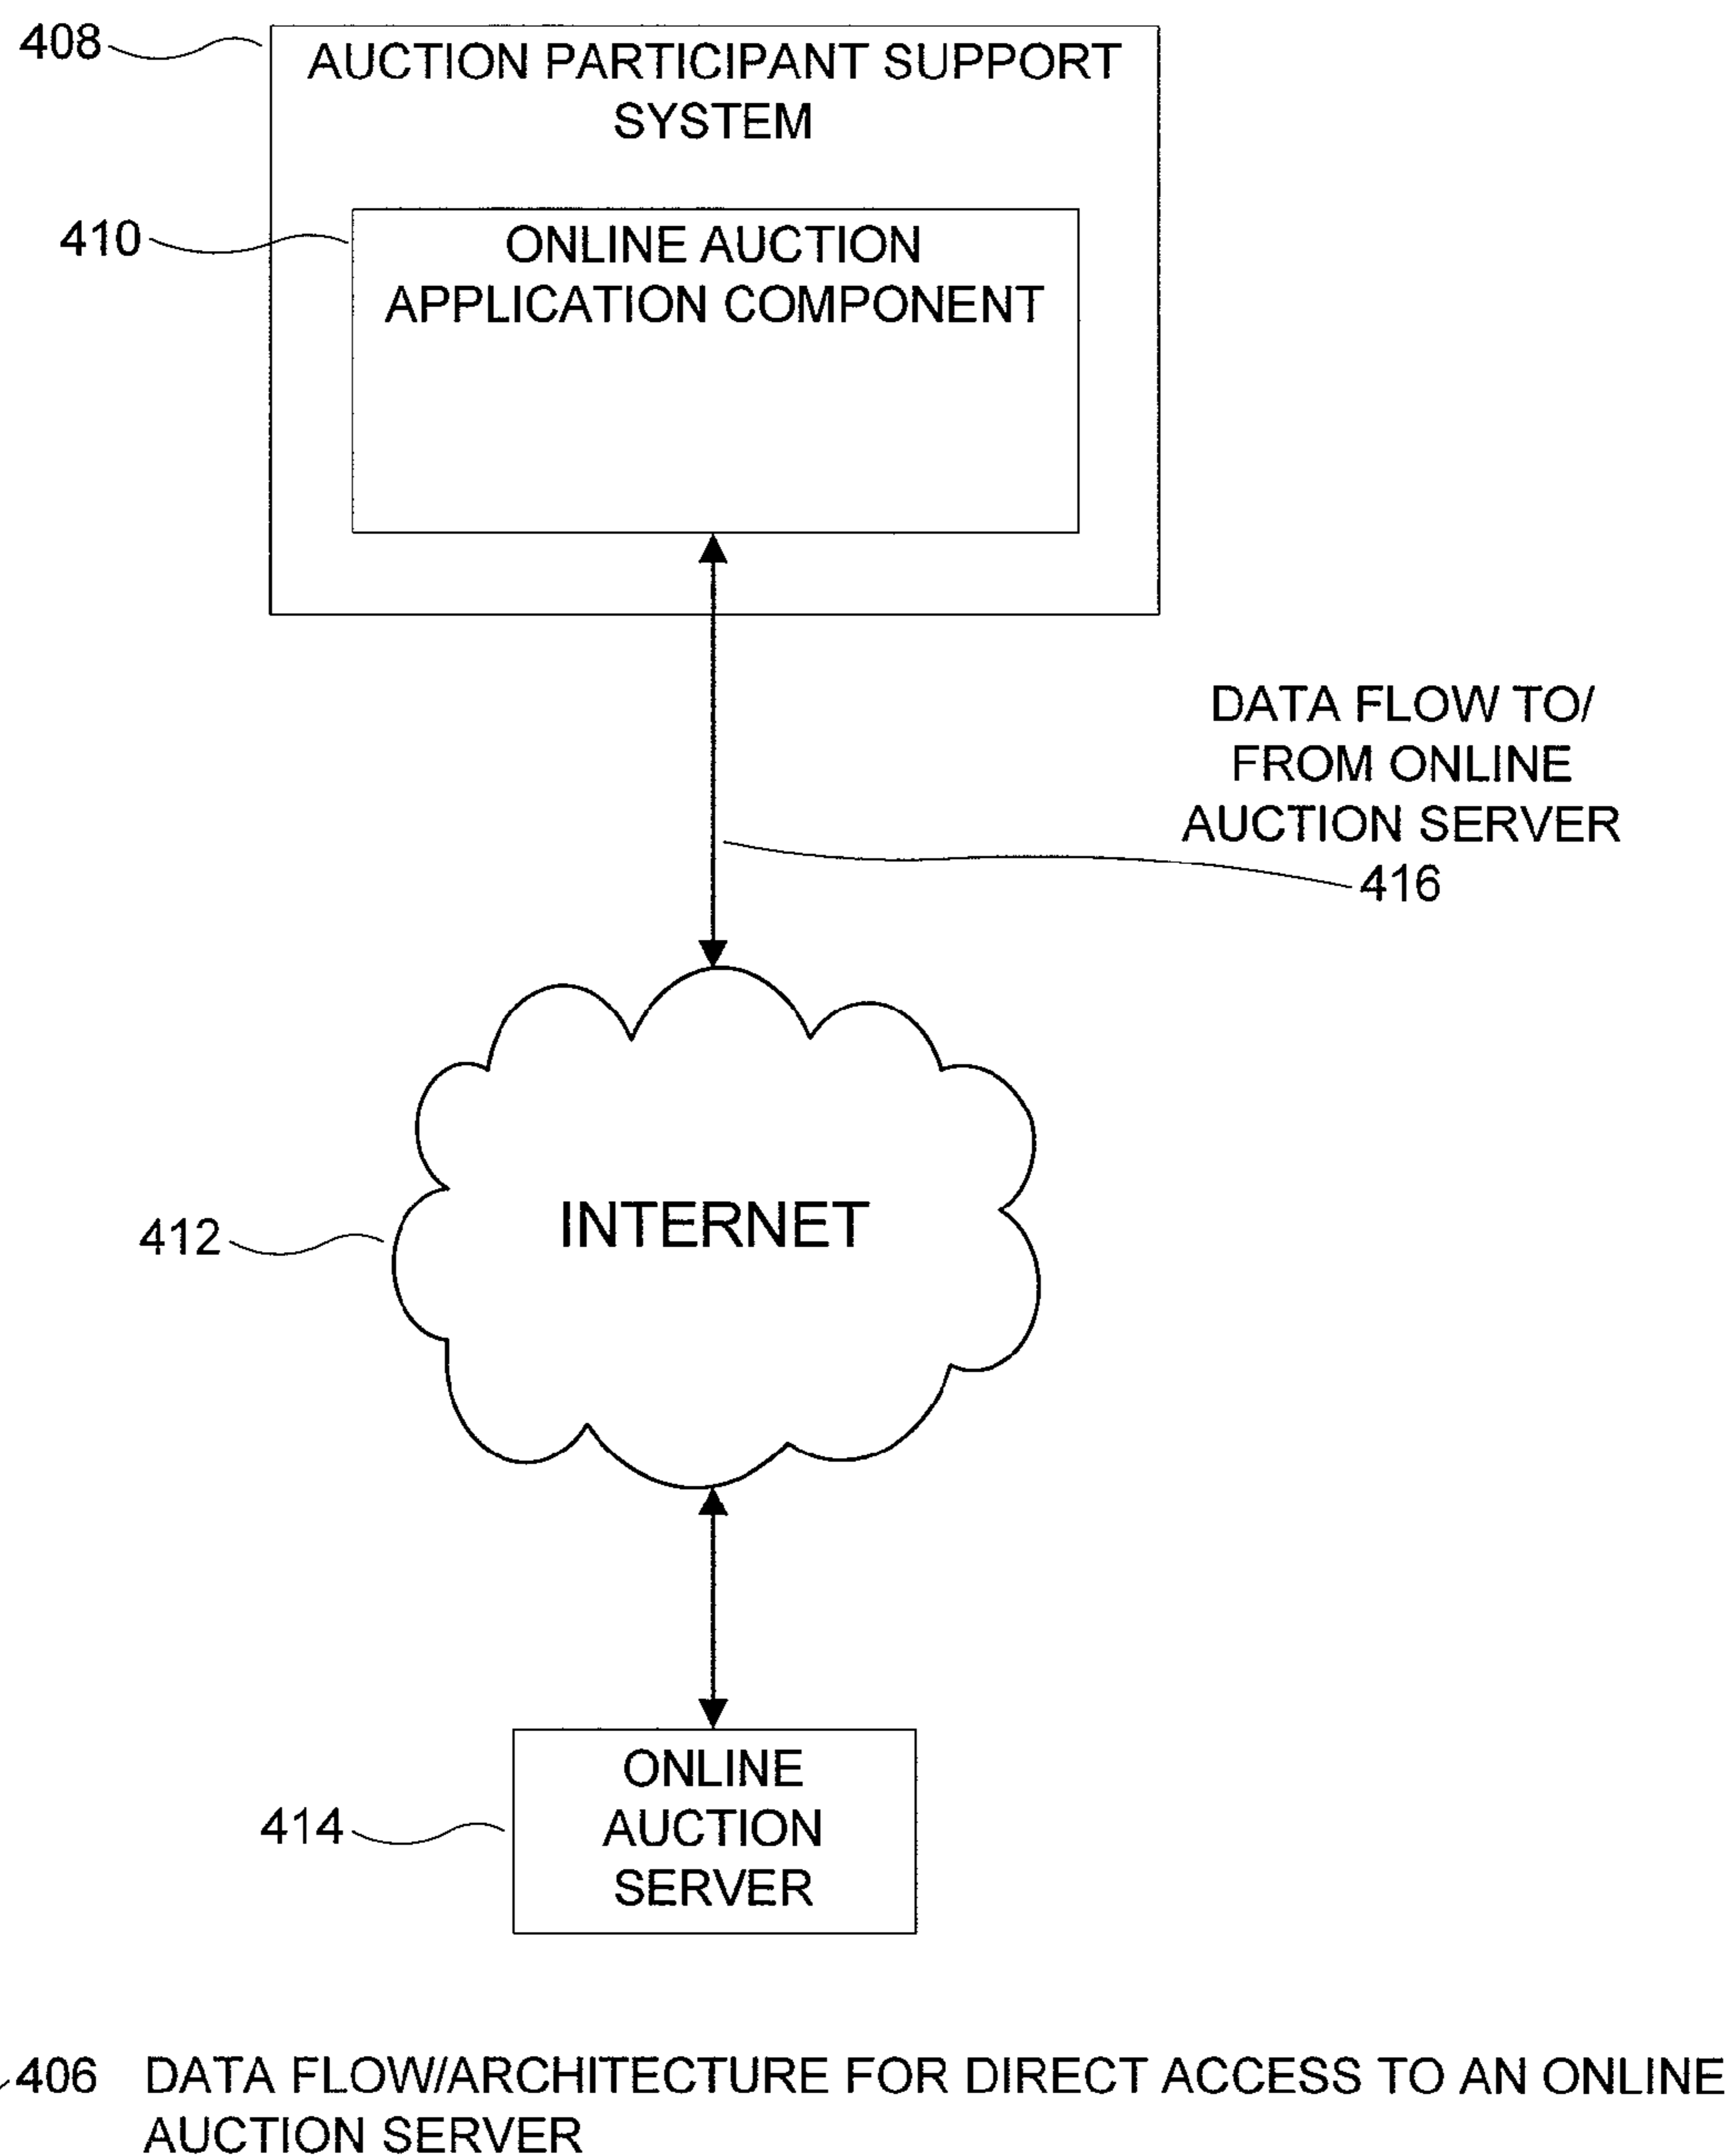 408
AUCTION PARTICIPANT SUPPORT
SYSTEM
410
ONLINE AUCTION
APPLICATION COMPONENT
DATA FLOW TO/
FROM ONLINE
AUCTION SERVER
416
INTERNET
412
ONLINE
AUCTION
SERVER
414
406 DATA FLOW/ARCHITECTURE FOR DIRECT ACCESS TO AN ONLINE
AUCTION SERVER